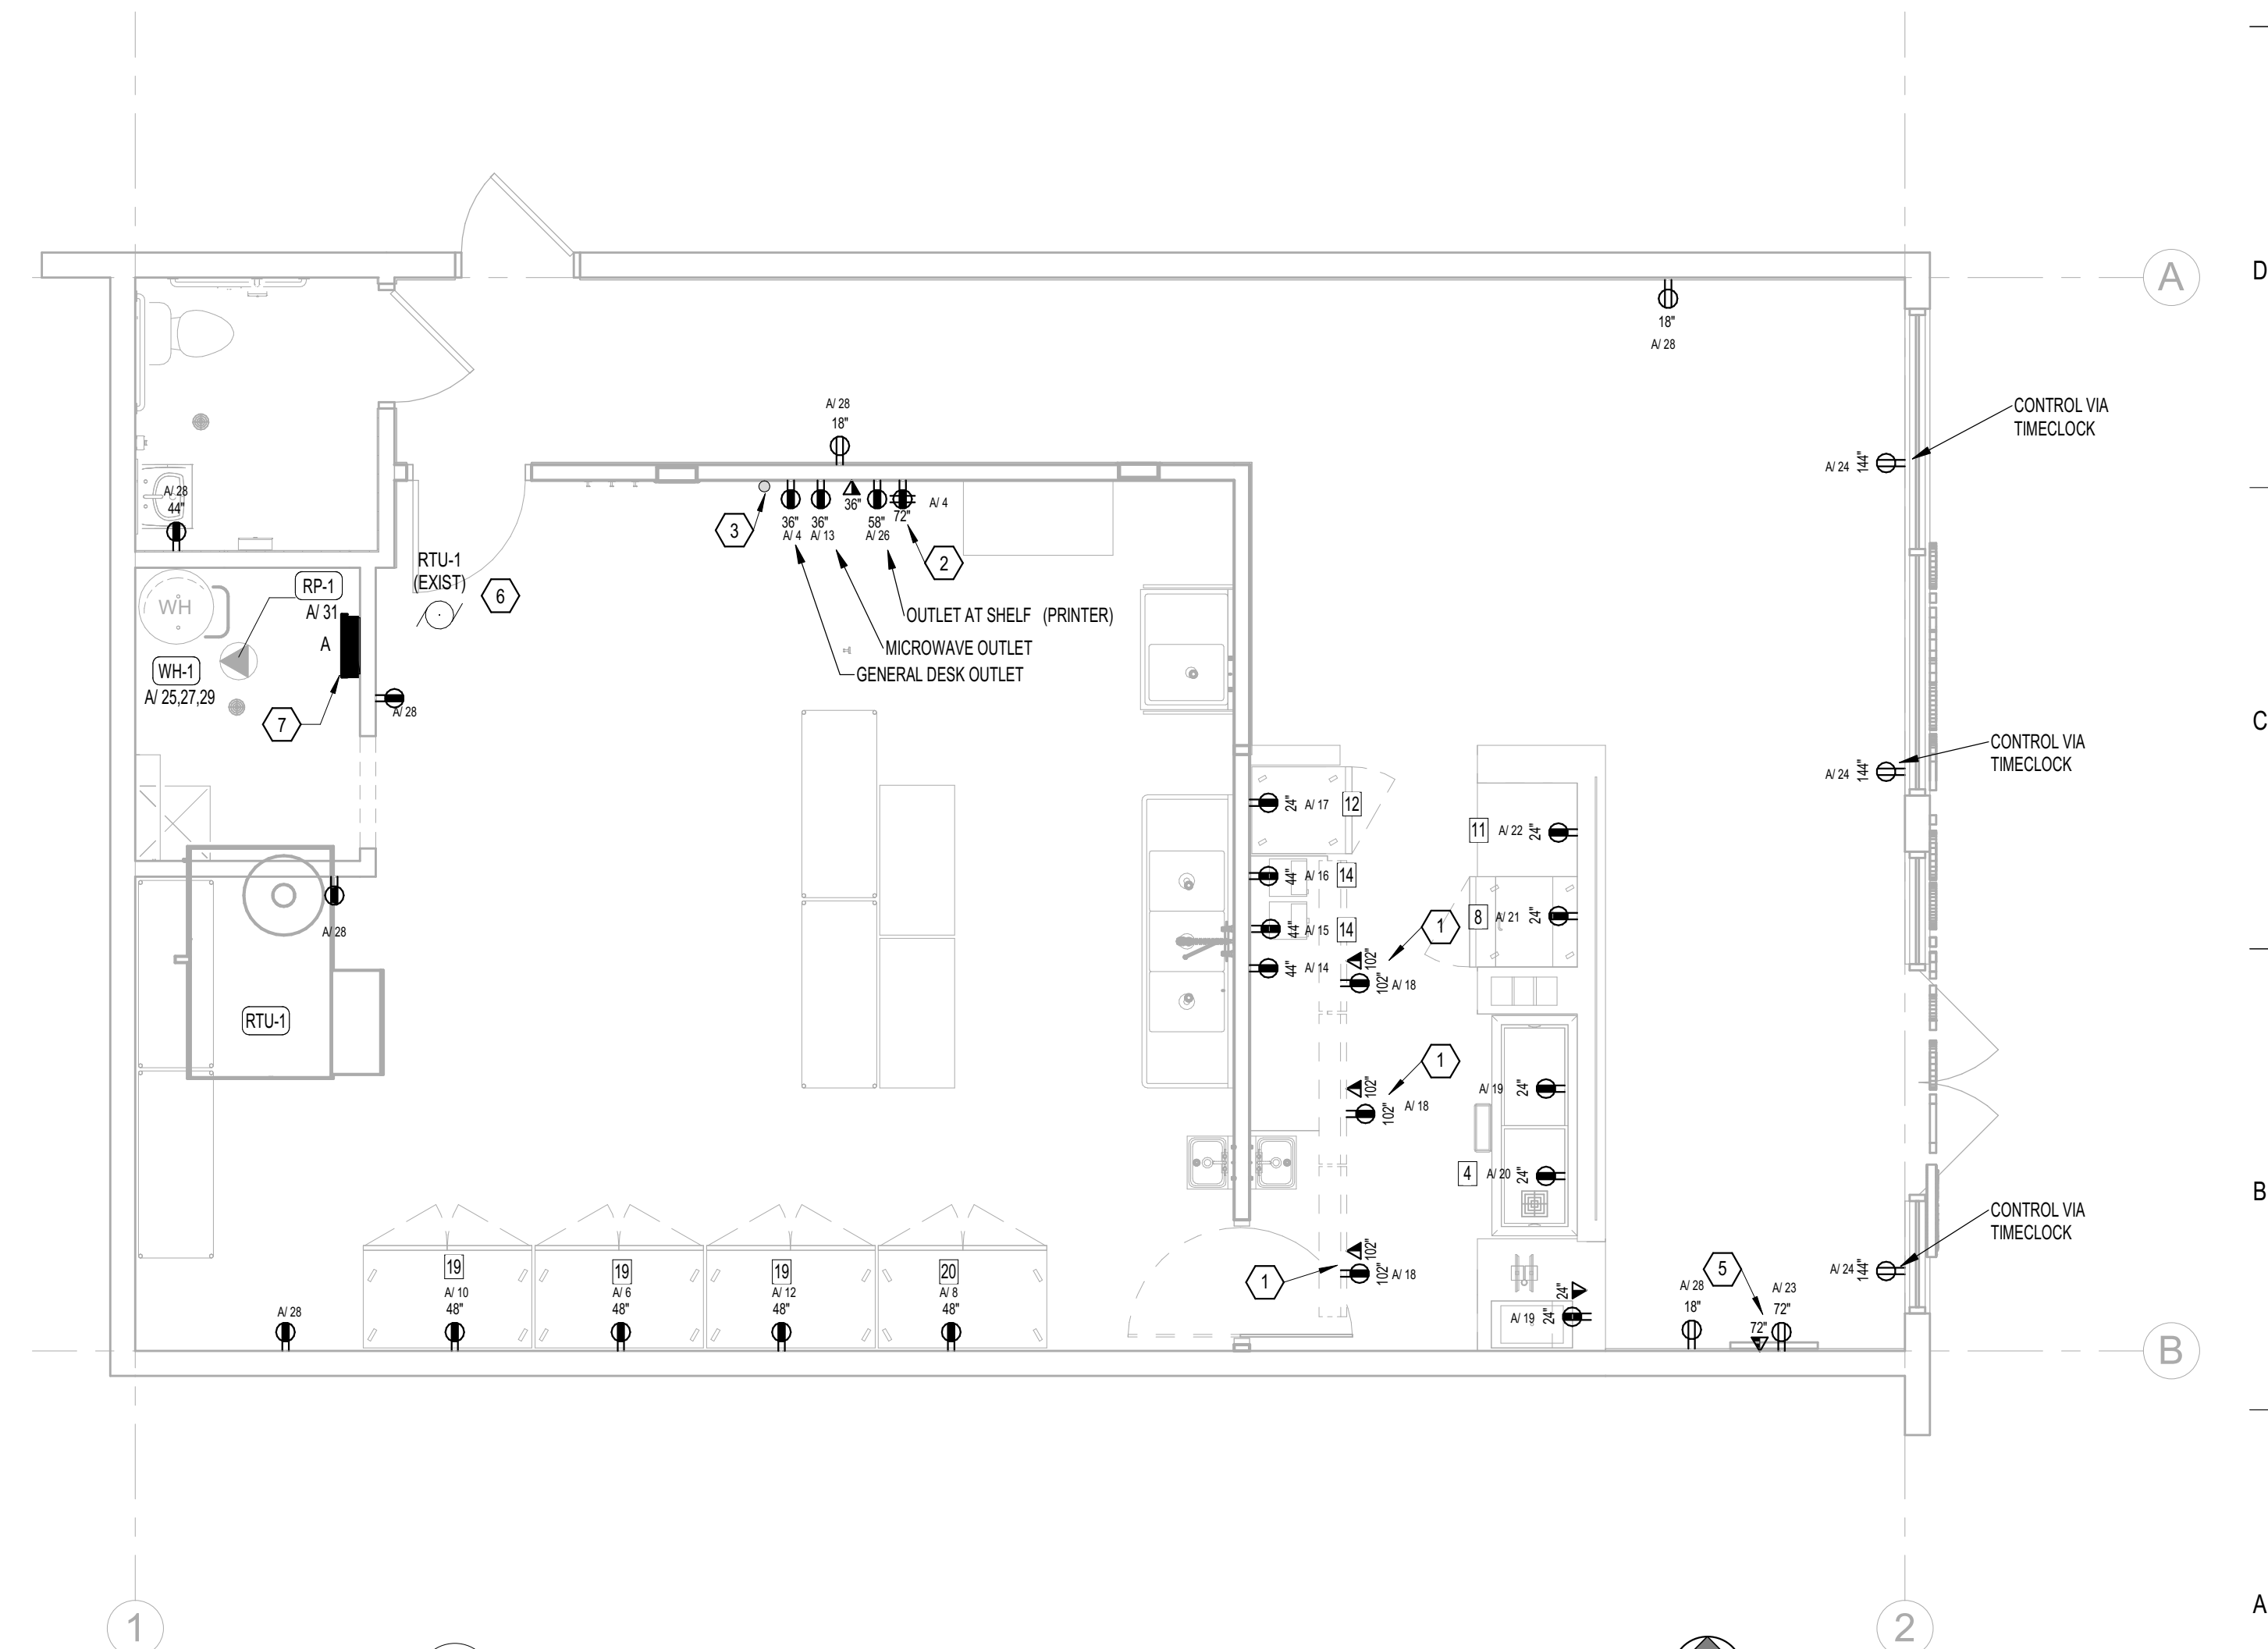 A
D
18"
A/ 28
CONTROL VIA
TIMECLOCK
A/ 28
18"
A/ 24 144"
A/ 28
44"
36"
A/ 4
36"
A/ 13
36"
58"
A/ 26
72"
A/ 4
3
2
RTU-1
(EXIST)
6
RP-1
A/ 31
A
WH
WH-1
A/ 25,27,29
7
A/ 28
OUTLET AT SHELF (PRINTER)
MICROWAVE OUTLET
GENERAL DESK OUTLET
C
CONTROL VIA
TIMECLOCK
A/ 24 144"
24" A/ 17 12
11 A/ 22 24"
44" A/ 16 14
8 A/ 21 24"
44" A/ 15 14
1
44" A/ 14
102"
102" A/ 18
A/ 28
RTU-1
1
102"
102" A/ 18
A/ 19 24"
4 A/ 20 24"
B
CONTROL VIA
TIMECLOCK
A/ 24 144"
102"
102" A/ 18
1
5
A/ 28
18"
A/ 23
72"
72"
24"
A/ 19 24"
A/ 28
19
A/ 10
48"
19
A/ 6
48"
19
A/ 12
48"
20
A/ 8
48"
B
A
1
2